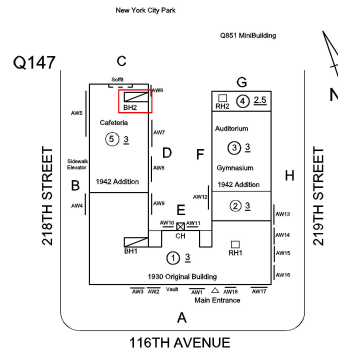 New York City Park
Q851 MiniBuilding
Q147
C
N
Soffit
AW6
BH2
G
RH2
4 2.5
AW5
Cafeteria
5 3
AW7
Auditorium
3 3
D
F
H
Sidewalk
Elevator
AW8
Gymnasium
B
1942 Addition
1942 Addition
AW4
AW9
AW12
2 3
218TH STREET
219TH STREET
E
AW10
AW11
AW13
CH
AW14
BH1
RH1
1 3
AW15
1930 Original Building
AW16
AW3
AW2
Vault
AW1
AW18
AW17
Main Entrance
A
116TH AVENUE